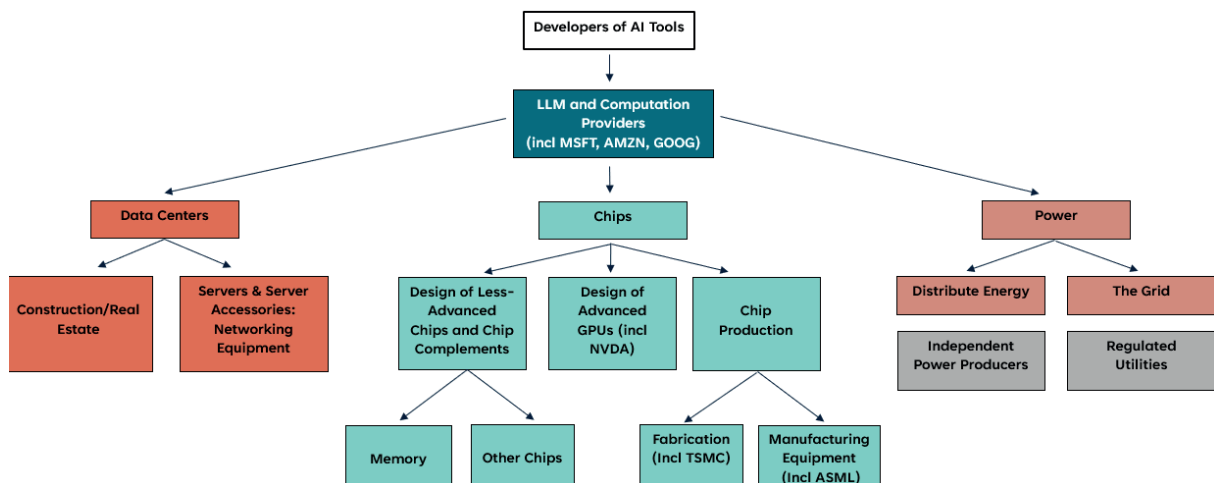 Developers of AI Tools
LLM and Computation
Providers
(incl MSFT, AMZN, GOOG)
Data Centers
Chips
Power
Construction/Real
Estate
Servers & Server
Accessories:
Networking
Equipment
Design of Less-
Advanced
Chips and Chip
Complements
Design of
Advanced
GPUs (incl
NVDA)
Chip
Production
Distribute Energy
The Grid
Independent
Power Producers
Regulated
Utilities
Memory
Other Chips
Fabrication
(Incl TSMC)
Manufacturing
Equipment
(Incl ASML)